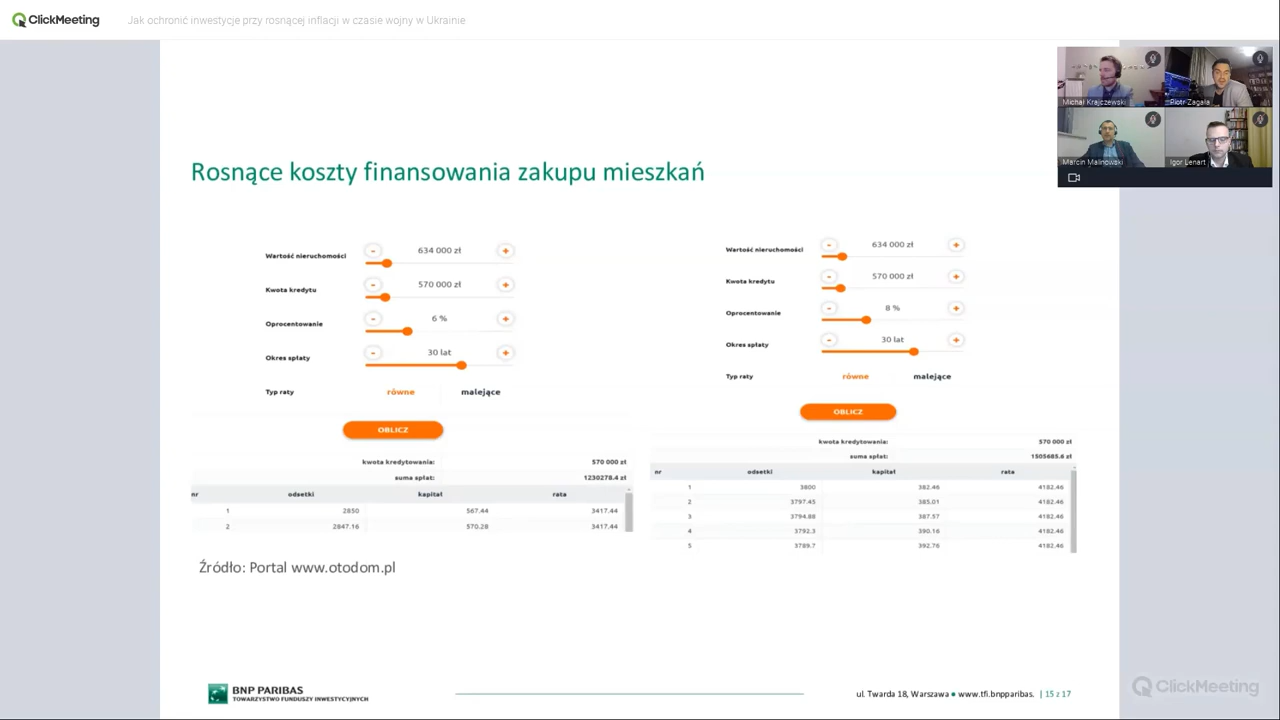 ClickMeeting Jak ochronić inwestycje przy rosnącej inflacji w czasie wojny w Ukrainie
Michał Krajczewski Piotr Zagała
Marcin Malinowski Igor Lenart
Rosnące koszty finansowania zakupu mieszkań
Wartość nieruchomości - 634 000 zł +
Kwota kredytu - 570 000 zł +
Oprocentowanie - 6 % +
Okres spłaty - 30 lat +
Typ raty równe malejące
OBLICZ
kwota kredytowania: 570 000 zł
suma spłat: 1230278.4 zł
nr odsetki kapitał rata
1 2850 567.44 3417.44
2 2847.16 570.28 3417.44
Wartość nieruchomości - 634 000 zł +
Kwota kredytu - 570 000 zł +
Oprocentowanie - 8 % +
Okres spłaty - 30 lat +
Typ raty równe malejące
OBLICZ
kwota kredytowania: 570 000 zł
suma spłat: 1505685.6 zł
nr odsetki kapitał rata
1 3800 382.46 4182.46
2 3797.45 385.01 4182.46
3 3794.88 387.57 4182.46
4 3792.3 390.16 4182.46
5 3789.7 392.76 4182.46
Źródło: Portal www.otodom.pl
BNP PARIBAS
TOWARZYSTWO FUNDUSZY INWESTYCYJNYCH
ul. Twarda 18, Warszawa • www.tfi.bnpparibas. | 15 z 17
ClickMeeting